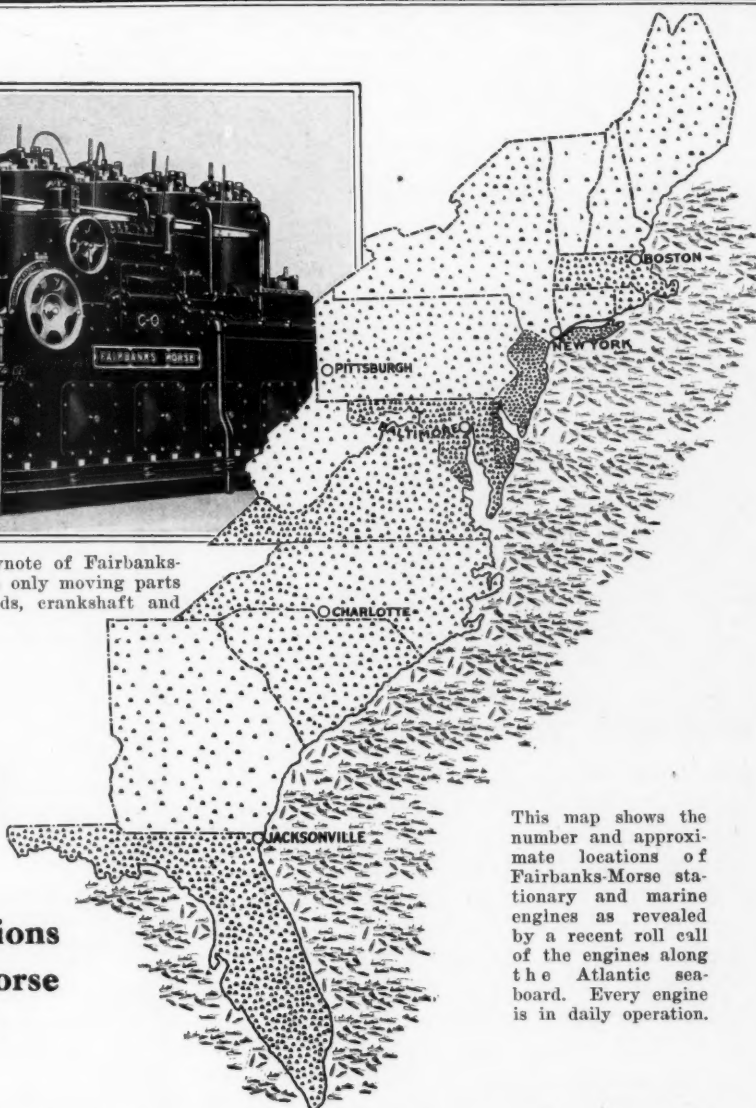 C-O
FAIRBANKS MORSE
BOSTON
NEW YORK
PITTSBURGH
BALTIMORE
ynote of Fairbanks-
only moving parts
ds, crankshaft and
CHARLOTTE
JACKSONVILLE
ions
orse
This map shows the
number and approxi-
mate locations of
Fairbanks-Morse sta-
tionary and marine
engines as revealed
by a recent roll call
of the engines along
the Atlantic sea-
board. Every engine
is in daily operation.